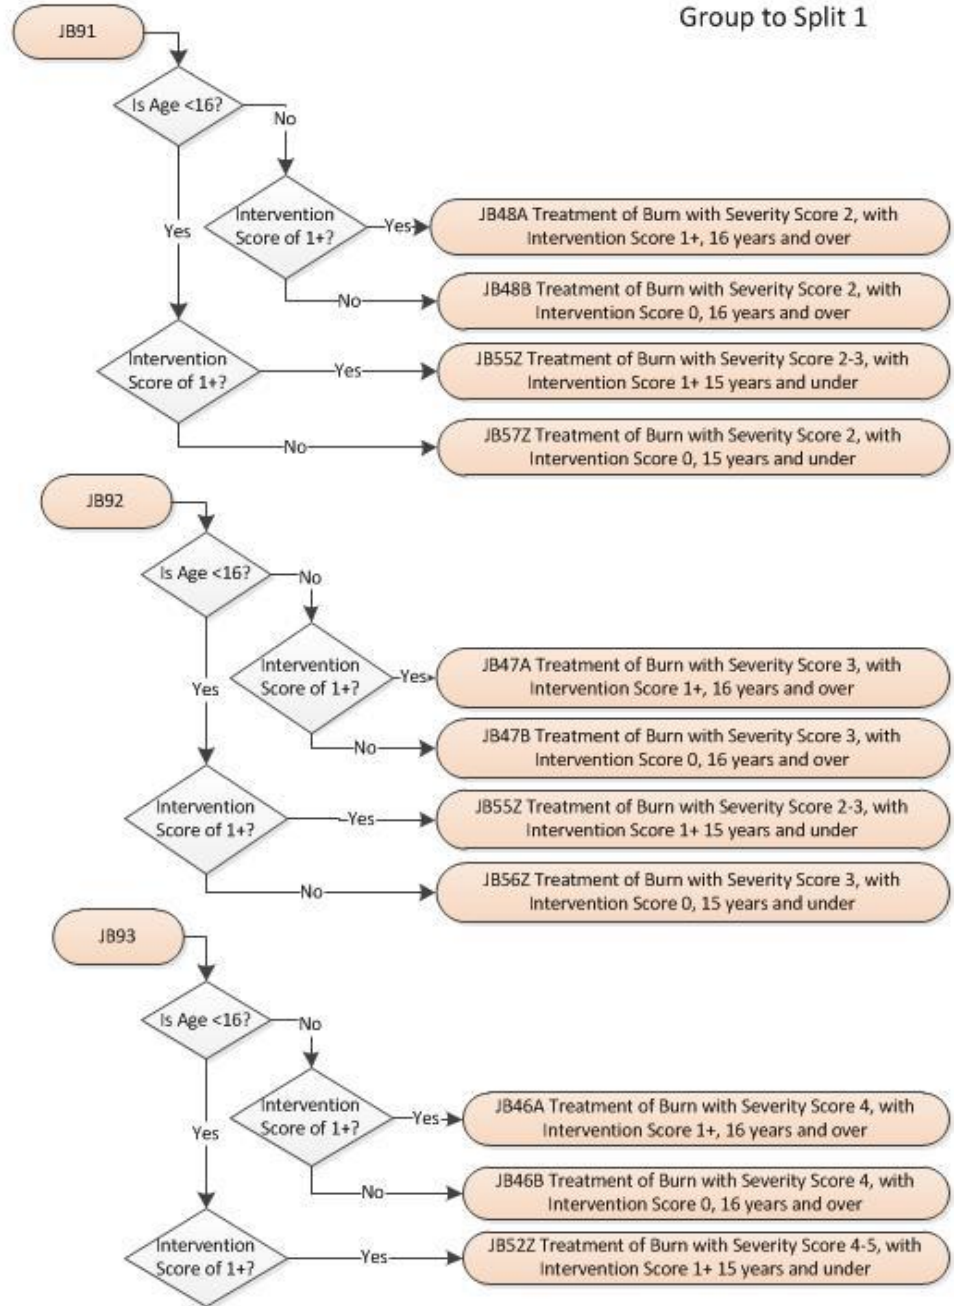 Group to Split 1
JB91
Is Age <16?
No
Intervention
Score of 1+?
Yes
JB48A Treatment of Burn with Severity Score 2, with
Intervention Score 1+, 16 years and over
Yes
No
JB48B Treatment of Burn with Severity Score 2, with
Intervention Score 0, 16 years and over
Intervention
Score of 1+?
Yes
JB55Z Treatment of Burn with Severity Score 2-3, with
Intervention Score 1+ 15 years and under
No
JB57Z Treatment of Burn with Severity Score 2, with
Intervention Score 0, 15 years and under
JB92
Is Age <16?
No
Intervention
Score of 1+?
Yes
JB47A Treatment of Burn with Severity Score 3, with
Intervention Score 1+, 16 years and over
Yes
No
JB47B Treatment of Burn with Severity Score 3, with
Intervention Score 0, 16 years and over
Intervention
Score of 1+?
Yes
JB55Z Treatment of Burn with Severity Score 2-3, with
Intervention Score 1+ 15 years and under
No
JB56Z Treatment of Burn with Severity Score 3, with
Intervention Score 0, 15 years and under
JB93
Is Age <16?
No
Intervention
Score of 1+?
Yes
JB46A Treatment of Burn with Severity Score 4, with
Intervention Score 1+, 16 years and over
Yes
No
JB46B Treatment of Burn with Severity Score 4, with
Intervention Score 0, 16 years and over
Intervention
Score of 1+?
Yes
JB52Z Treatment of Burn with Severity Score 4-5, with
Intervention Score 1+ 15 years and under